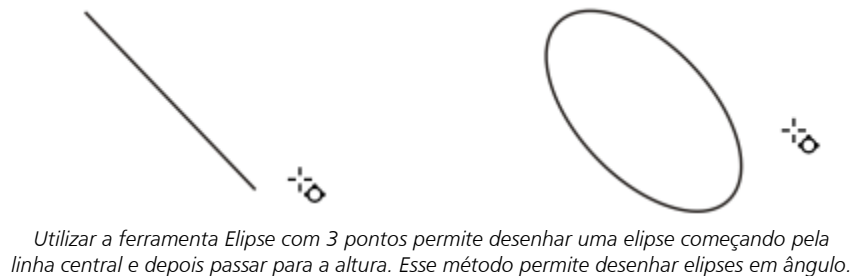 Utilizar a ferramenta Elipse com 3 pontos permite desenhar uma elipse começando pela
linha central e depois passar para a altura. Esse método permite desenhar elipses em ângulo.